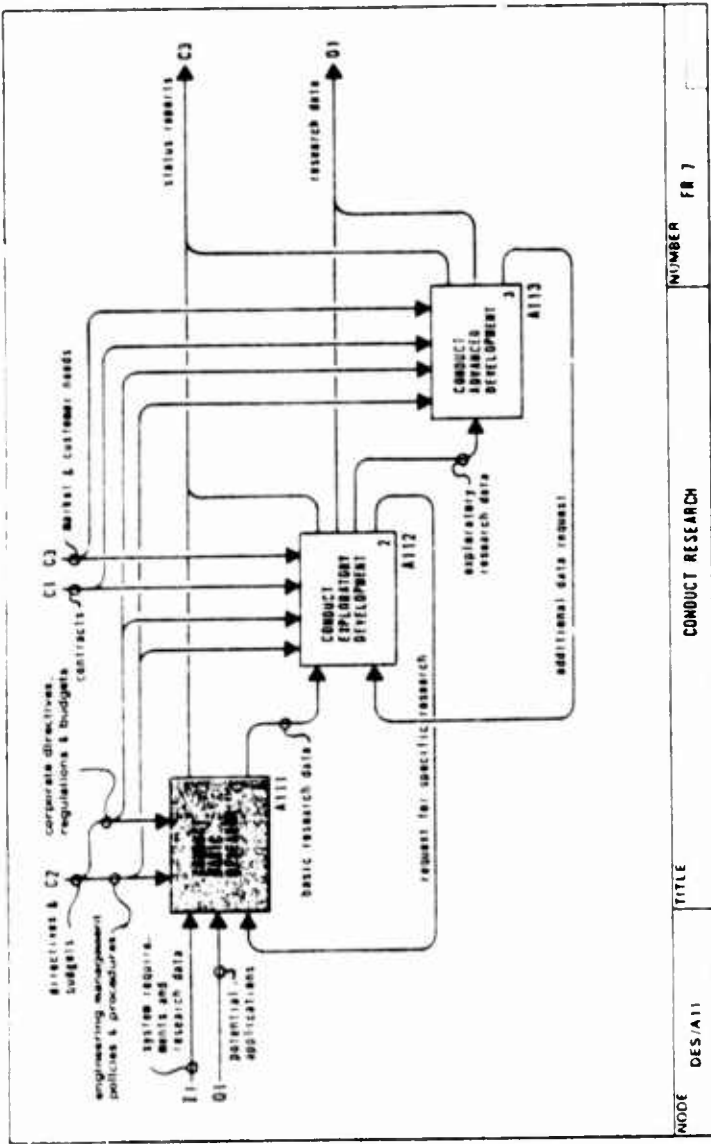 directives &
budgets
C2
corporate directives,
regulations & budgets
engineering management
policies & procedures
C1
C3
contracts
market & customer needs
I1
system require-
ments and
research data
O1
potential
applications
CONDUCT
BASIC
RESEARCH
A111
basic research data
request for specific research
CONDUCT
EXPLORATORY
DEVELOPMENT
2
A112
exploratory
research data
CONDUCT
ADVANCED
DEVELOPMENT
3
A113
additional data request
status reports
C3
research data
O1
NODE
DES/A11
TITLE
CONDUCT RESEARCH
NUMBER
FR 7